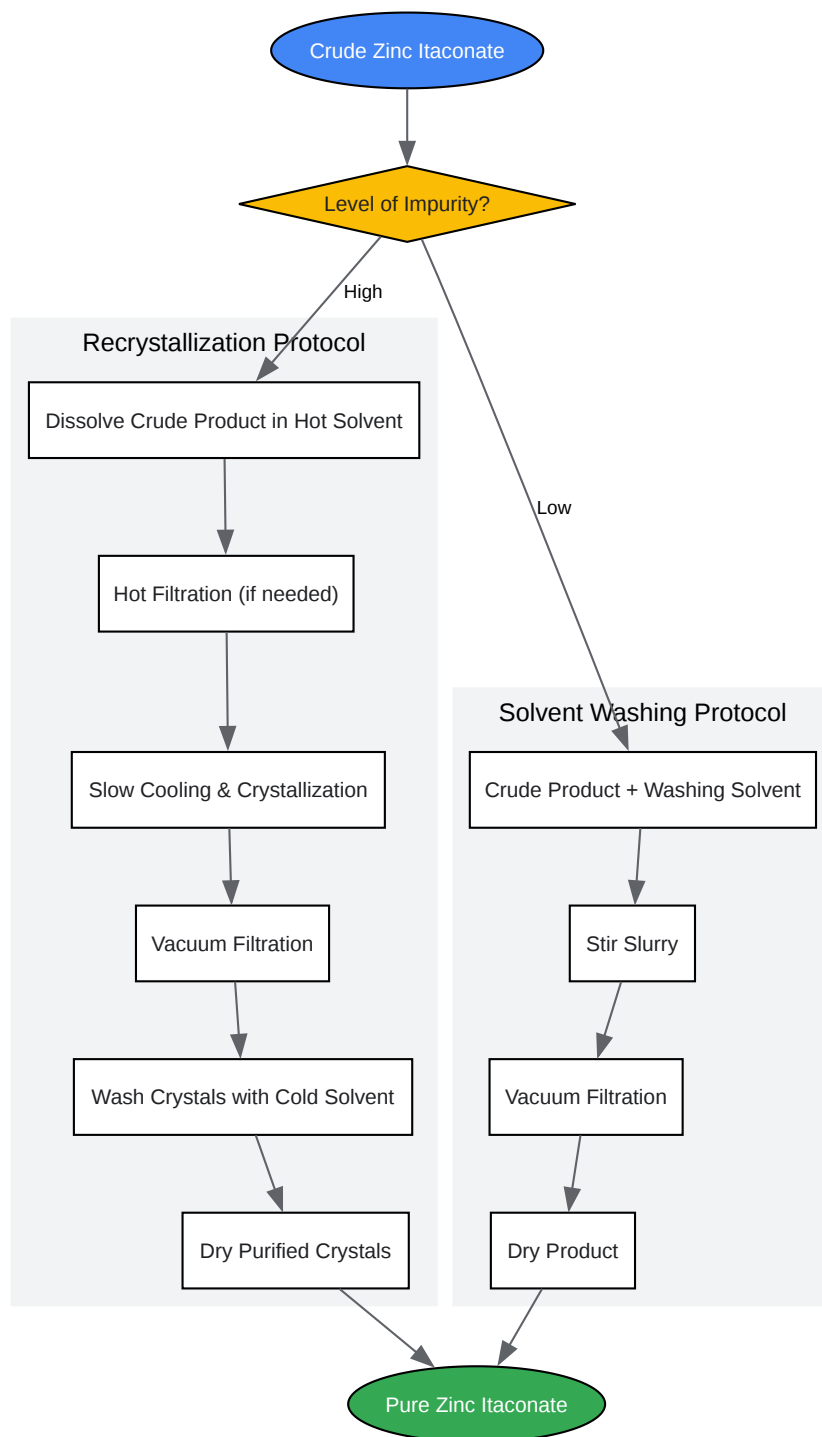 Crude Zinc Itaconate
Level of Impurity?
High
Recrystallization Protocol
Dissolve Crude Product in Hot Solvent
Hot Filtration (if needed)
Slow Cooling & Crystallization
Vacuum Filtration
Wash Crystals with Cold Solvent
Dry Purified Crystals
Low
Solvent Washing Protocol
Crude Product + Washing Solvent
Stir Slurry
Vacuum Filtration
Dry Product
Pure Zinc Itaconate